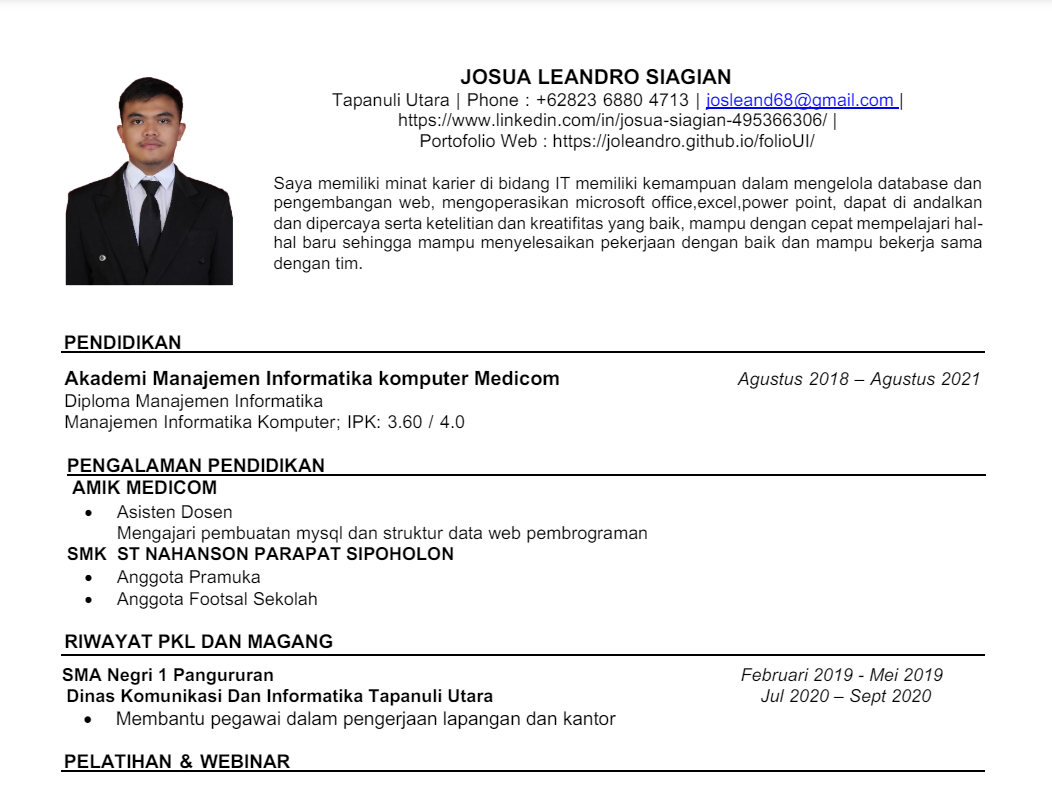 JOSUA LEANDRO SIAGIAN
Tapanuli Utara | Phone : +62823 6880 4713 | josleand68@gmail.com |
https://www.linkedin.com/in/josua-siagian-495366306/ |
Portofolio Web : https://joleandro.github.io/folioUI/
Saya memiliki minat karier di bidang IT memiliki kemampuan dalam mengelola database dan
pengembangan web, mengoperasikan microsoft office,excel,power point, dapat di andalkan
dan dipercaya serta ketelitian dan kreatifitas yang baik, mampu dengan cepat mempelajari hal-
hal baru sehingga mampu menyelesaikan pekerjaan dengan baik dan mampu bekerja sama
dengan tim.
PENDIDIKAN
Akademi Manajemen Informatika komputer Medicom Agustus 2018 – Agustus 2021
Diploma Manajemen Informatika
Manajemen Informatika Komputer; IPK: 3.60 / 4.0
PENGALAMAN PENDIDIKAN
AMIK MEDICOM
• Asisten Dosen
Mengajari pembuatan mysql dan struktur data web pembrograman
SMK ST NAHANSON PARAPAT SIPOHOLON
• Anggota Pramuka
• Anggota Footsal Sekolah
RIWAYAT PKL DAN MAGANG
SMA Negri 1 Pangururan Februari 2019 - Mei 2019
Dinas Komunikasi Dan Informatika Tapanuli Utara Jul 2020 – Sept 2020
• Membantu pegawai dalam pengerjaan lapangan dan kantor
PELATIHAN & WEBINAR